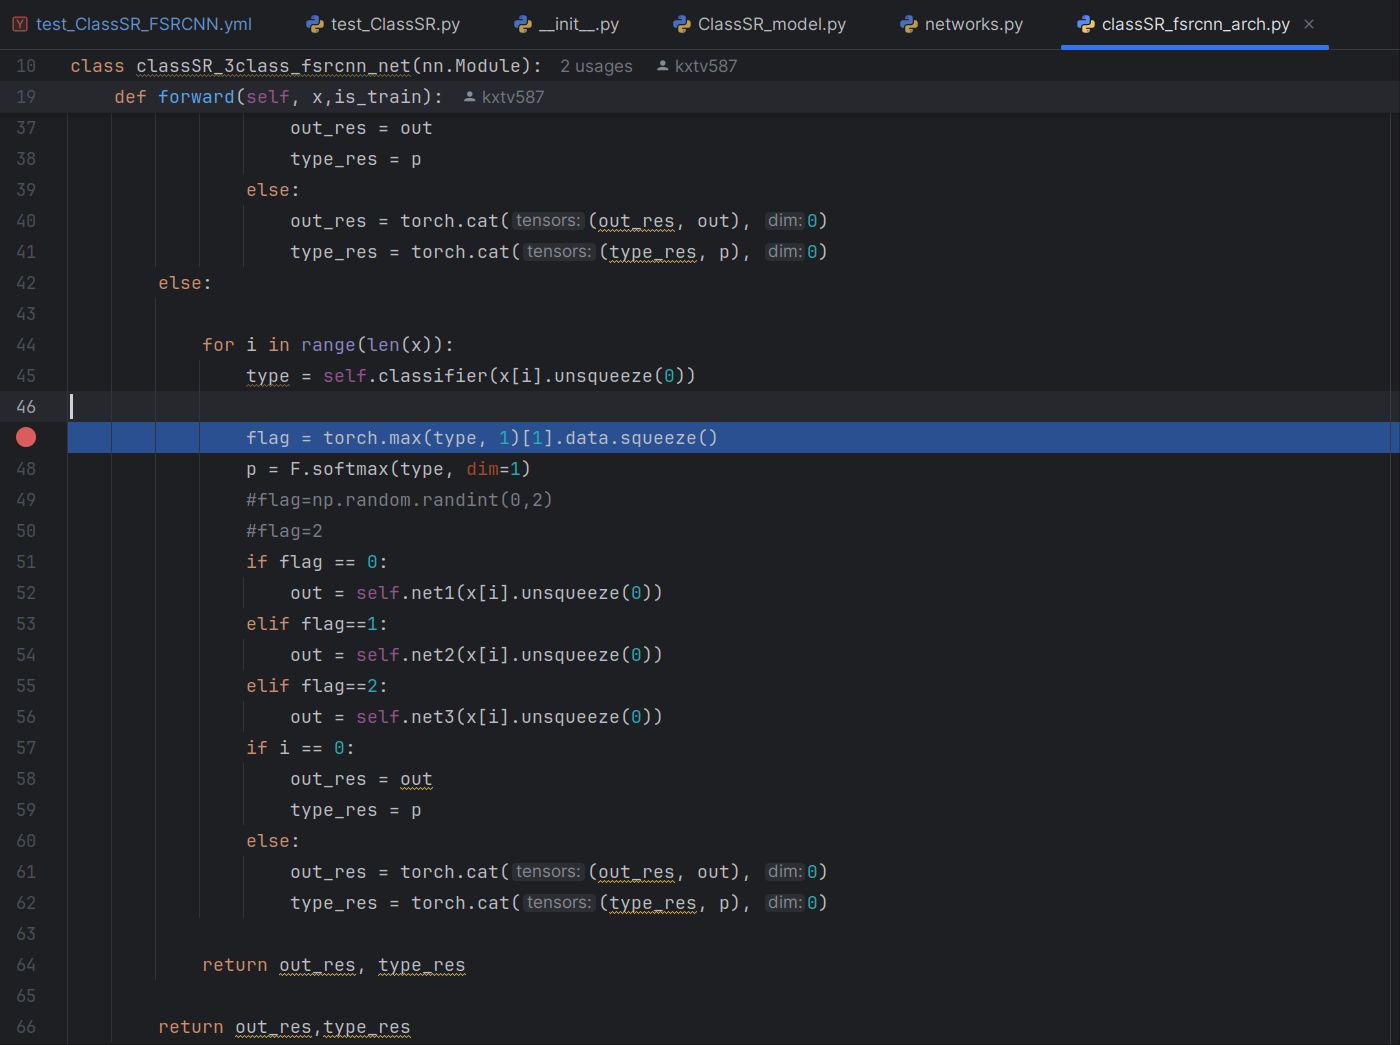 test_ClassSR_FSRCNN.yml test_ClassSR.py __init__.py ClassSR_model.py networks.py classSR_fsrcnn_arch.py ×
10 class classSR_3class_fsrcnn_net(nn.Module): 2 usages kxtv587
19 def forward(self, x,is_train): kxtv587
37 out_res = out
38 type_res = p
39 else:
40 out_res = torch.cat( tensors: (out_res, out), dim: 0)
41 type_res = torch.cat( tensors: (type_res, p), dim: 0)
42 else:
43
44 for i in range(len(x)):
45 type = self.classifier(x[i].unsqueeze(0))
46
flag = torch.max(type, 1)[1].data.squeeze()
48 p = F.softmax(type, dim=1)
49 #flag=np.random.randint(0,2)
50 #flag=2
51 if flag == 0:
52 out = self.net1(x[i].unsqueeze(0))
53 elif flag==1:
54 out = self.net2(x[i].unsqueeze(0))
55 elif flag==2:
56 out = self.net3(x[i].unsqueeze(0))
57 if i == 0:
58 out_res = out
59 type_res = p
60 else:
61 out_res = torch.cat( tensors: (out_res, out), dim: 0)
62 type_res = torch.cat( tensors: (type_res, p), dim: 0)
63
64 return out_res, type_res
65
66 return out_res,type_res